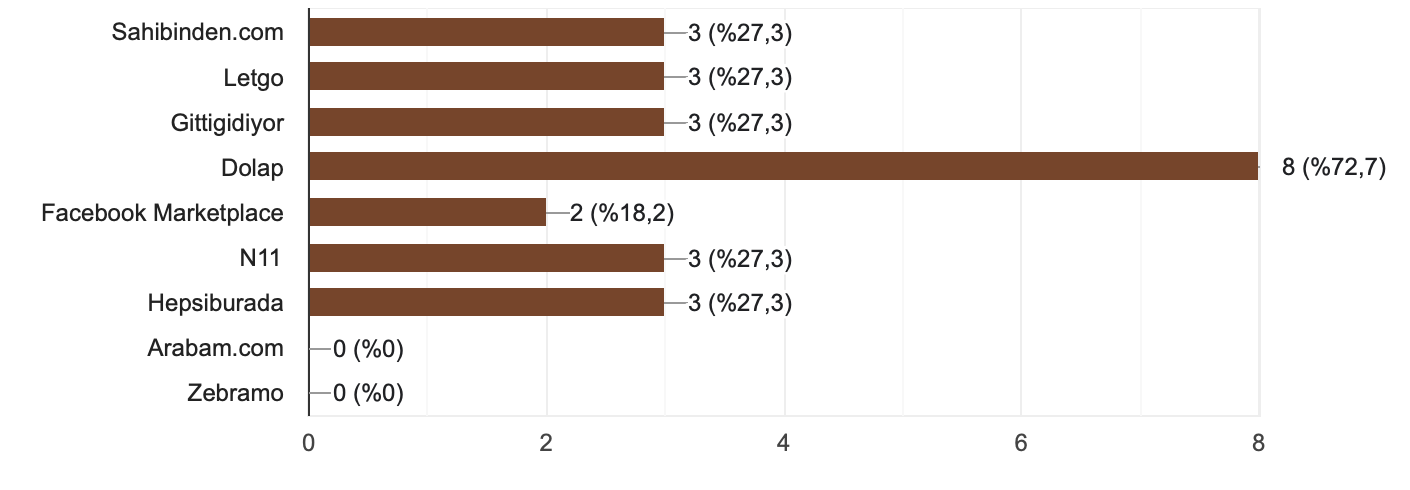 Sahibinden.com 3 (%27,3)
Letgo 3 (%27,3)
Gittigidiyor 3 (%27,3)
Dolap 8 (%72,7)
Facebook Marketplace 2 (%18,2)
N11 3 (%27,3)
Hepsiburada 3 (%27,3)
Arabam.com 0 (%0)
Zebramo 0 (%0)
0 2 4 6 8